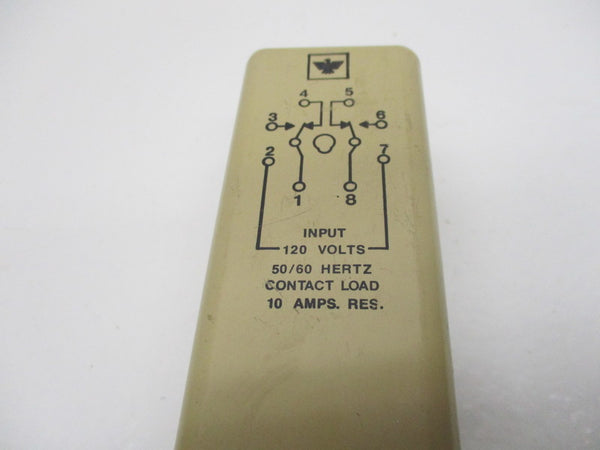 4 5
3 6
2 7
1 8
INPUT
120 VOLTS
50/60 HERTZ
CONTACT LOAD
10 AMPS. RES.